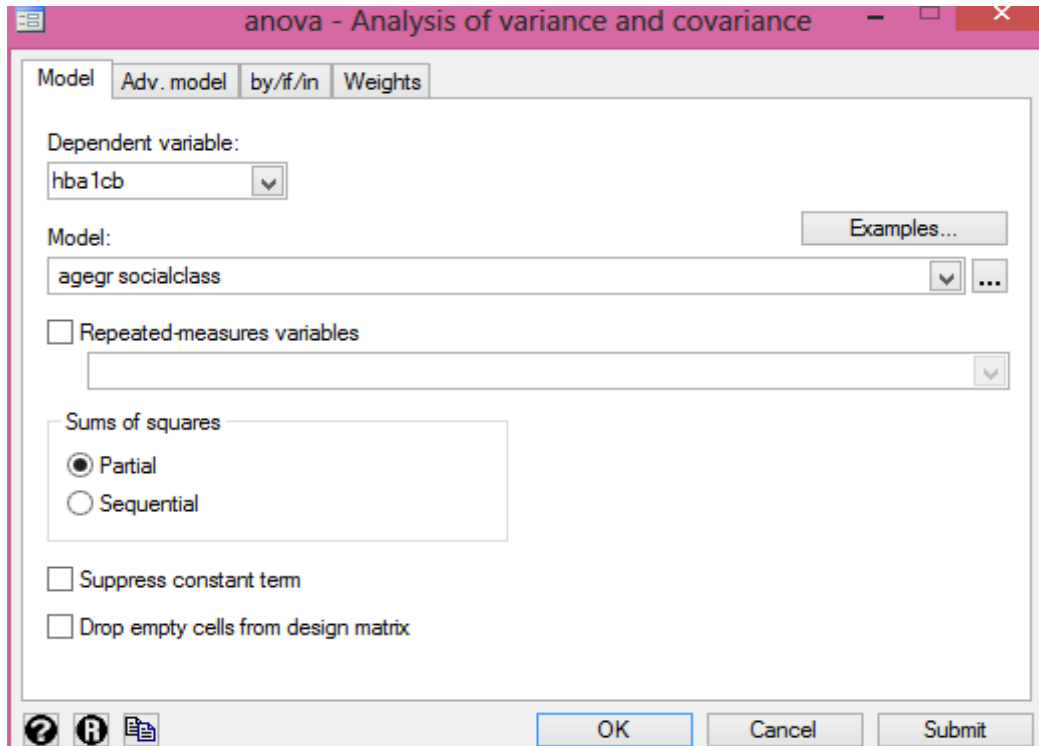 anova - Analysis of variance and covariance
Model Adv. model by/if/in Weights
Dependent variable:
hba1cb
Examples...
Model:
agegr socialclass
...
Repeated-measures variables
Sums of squares
Partial
Sequential
Suppress constant term
Drop empty cells from design matrix
? R OK Cancel Submit